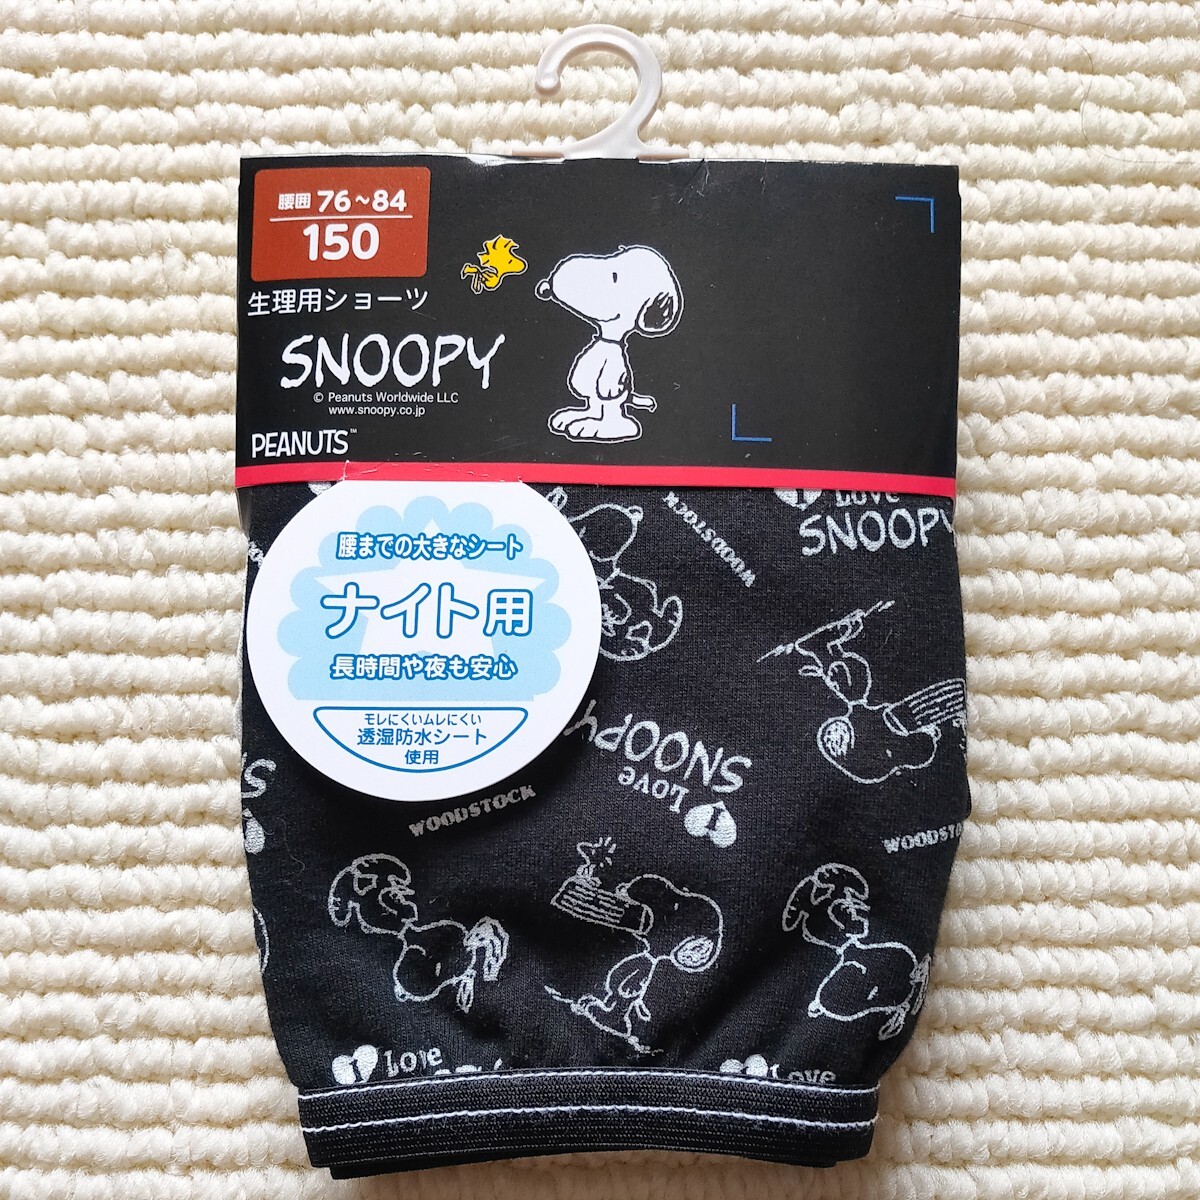 腰囲 76~84
150
生理用ショーツ
SNOOPY
© Peanuts Worldwide LLC
www.snoopy.co.jp
PEANUTS™
腰までの大きなシート
ナイト用
長時間や夜も安心
モレにくいムレにくい
透湿防水シート
使用
WOODSTOCK
I Love
SNOOPY
I Love
SNOOPY
WOODSTOCK
WOODSTO
I Love
Love